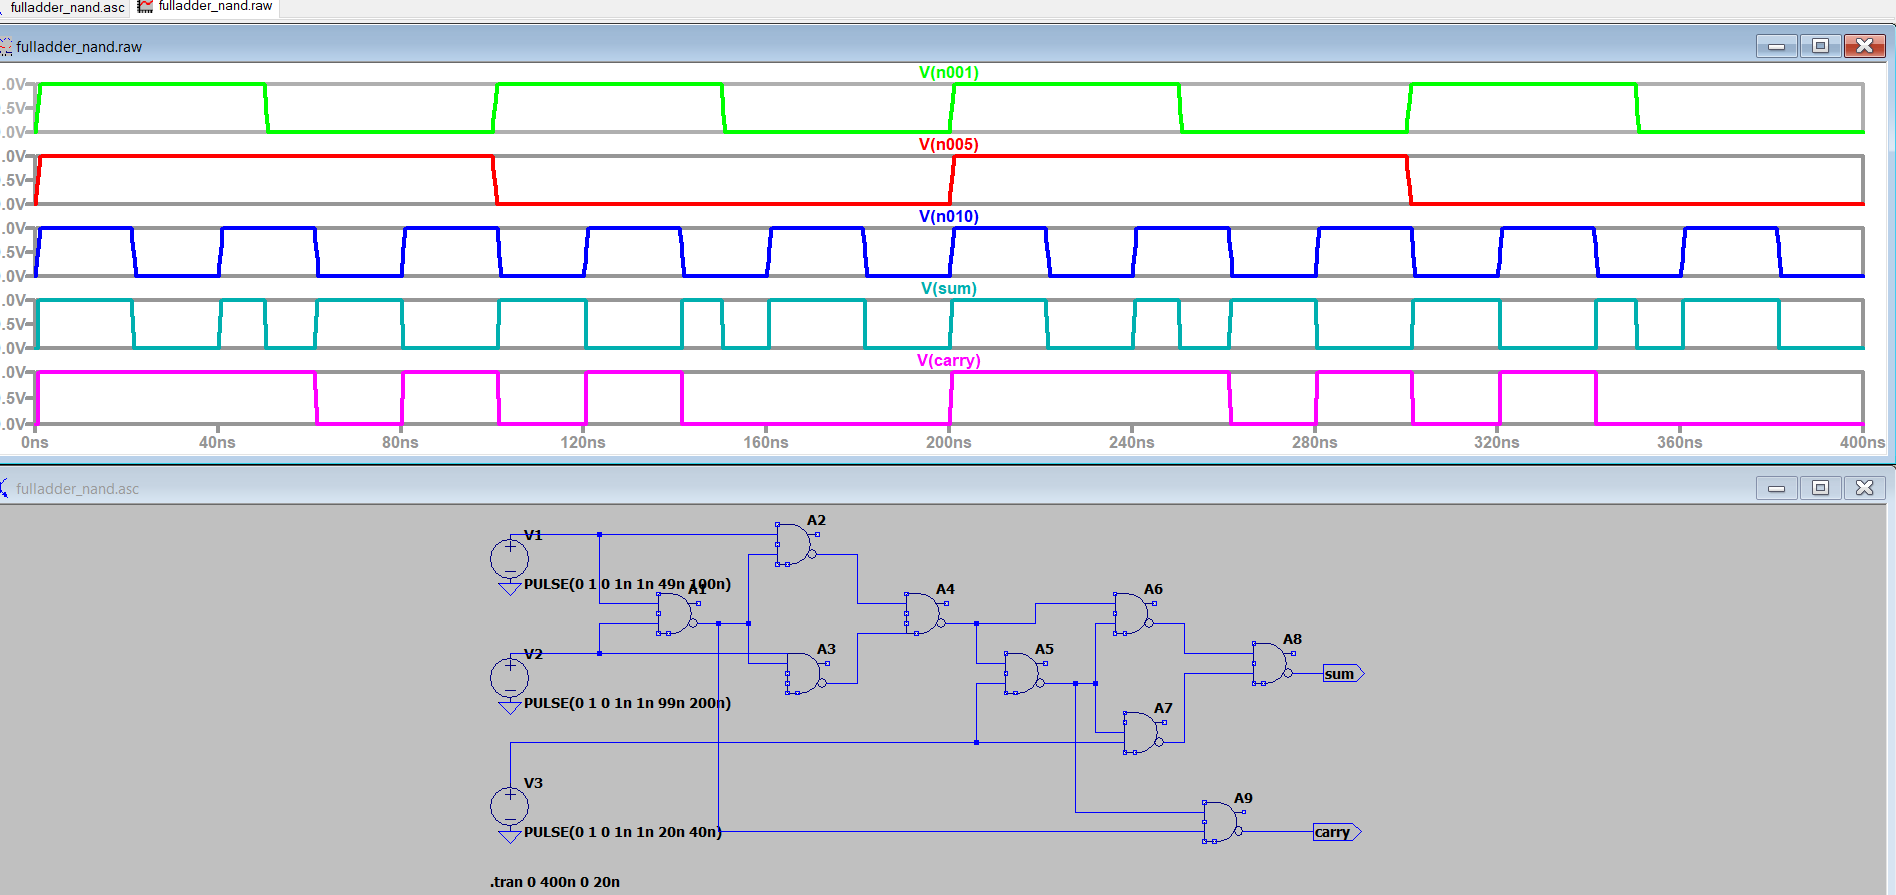 fulladder_nand.asc fulladder_nand.raw
fulladder_nand.raw
V(n001)
.0V
.5V
.0V
V(n005)
.0V
.5V
.0V
V(n010)
.0V
.5V
.0V
V(sum)
.0V
.5V
.0V
V(carry)
.0V
.5V
.0V
0ns 40ns 80ns 120ns 160ns 200ns 240ns 280ns 320ns 360ns 400ns
fulladder_nand.asc
A2
V1
PULSE(0 1 0 1n 1n 49n 100n)
A1
A4
A6
A8
V2
A3
A5
sum
PULSE(0 1 0 1n 1n 99n 200n)
A7
V3
A9
PULSE(0 1 0 1n 1n 20n 40n)
carry
.tran 0 400n 0 20n